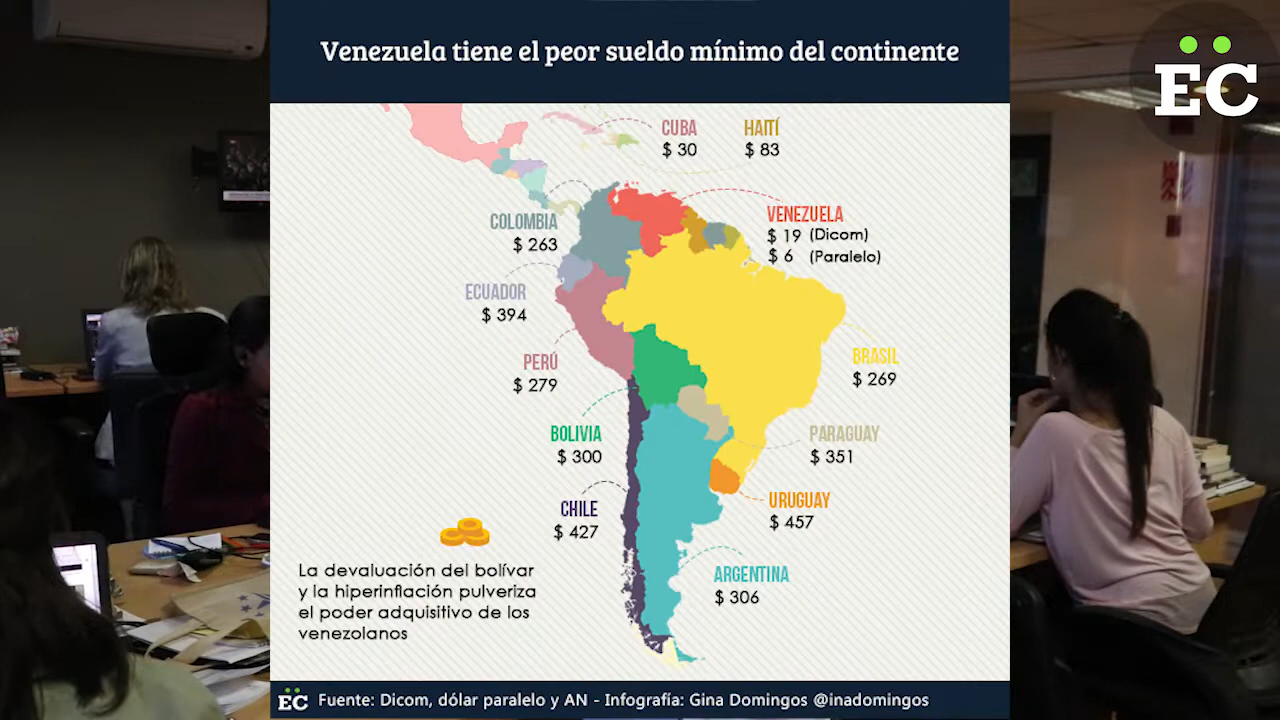 Venezuela tiene el peor sueldo mínimo del continente
EC
CUBA
$ 30
HAITÍ
$ 83
COLOMBIA
$ 263
VENEZUELA
$ 19 (Dicom)
$ 6 (Paralelo)
ECUADOR
$ 394
PERÚ
$ 279
BRASIL
$ 269
BOLIVIA
$ 300
PARAGUAY
$ 351
CHILE
$ 427
URUGUAY
$ 457
ARGENTINA
$ 306
La devaluación del bolívar
y la hiperinflación pulveriza
el poder adquisitivo de los
venezolanos
EC Fuente: Dicom, dólar paralelo y AN - Infografía: Gina Domingos @inadomingos